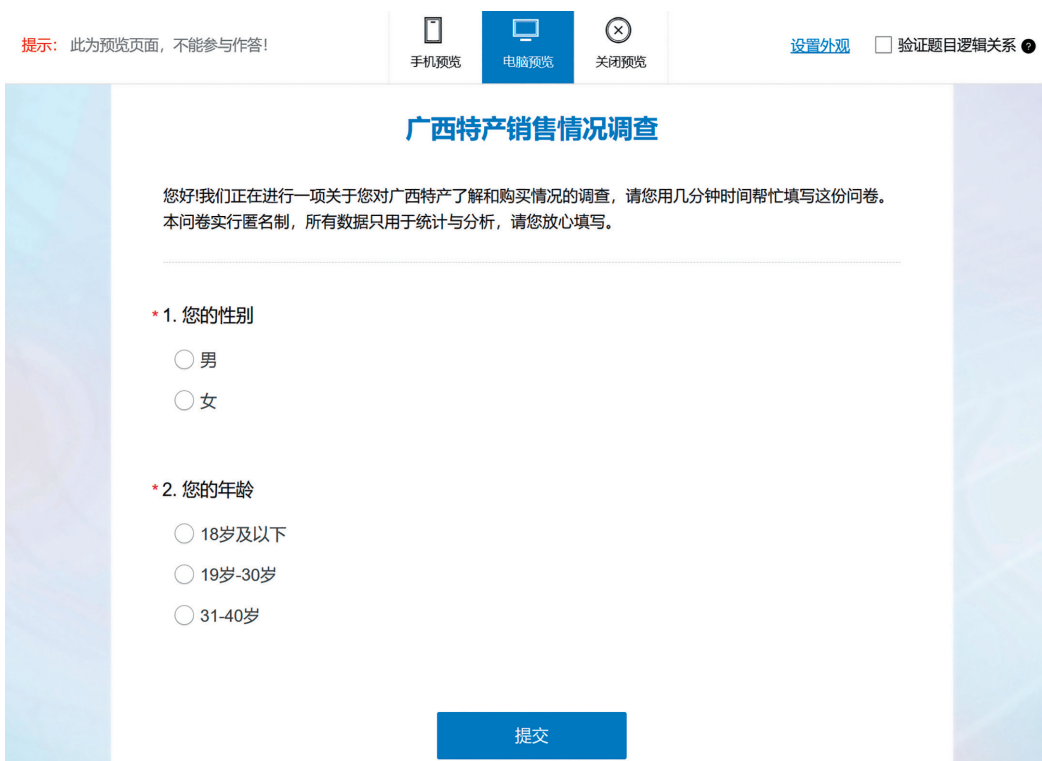 提示： 此为预览页面，不能参与作答！
手机预览
电脑预览
关闭预览
设置外观
验证题目逻辑关系 ?
广西特产销售情况调查
您好!我们正在进行一项关于您对广西特产了解和购买情况的调查，请您用几分钟时间帮忙填写这份问卷。
本问卷实行匿名制，所有数据只用于统计与分析，请您放心填写。
* 1. 您的性别
男
女
* 2. 您的年龄
18岁及以下
19岁-30岁
31-40岁
提交